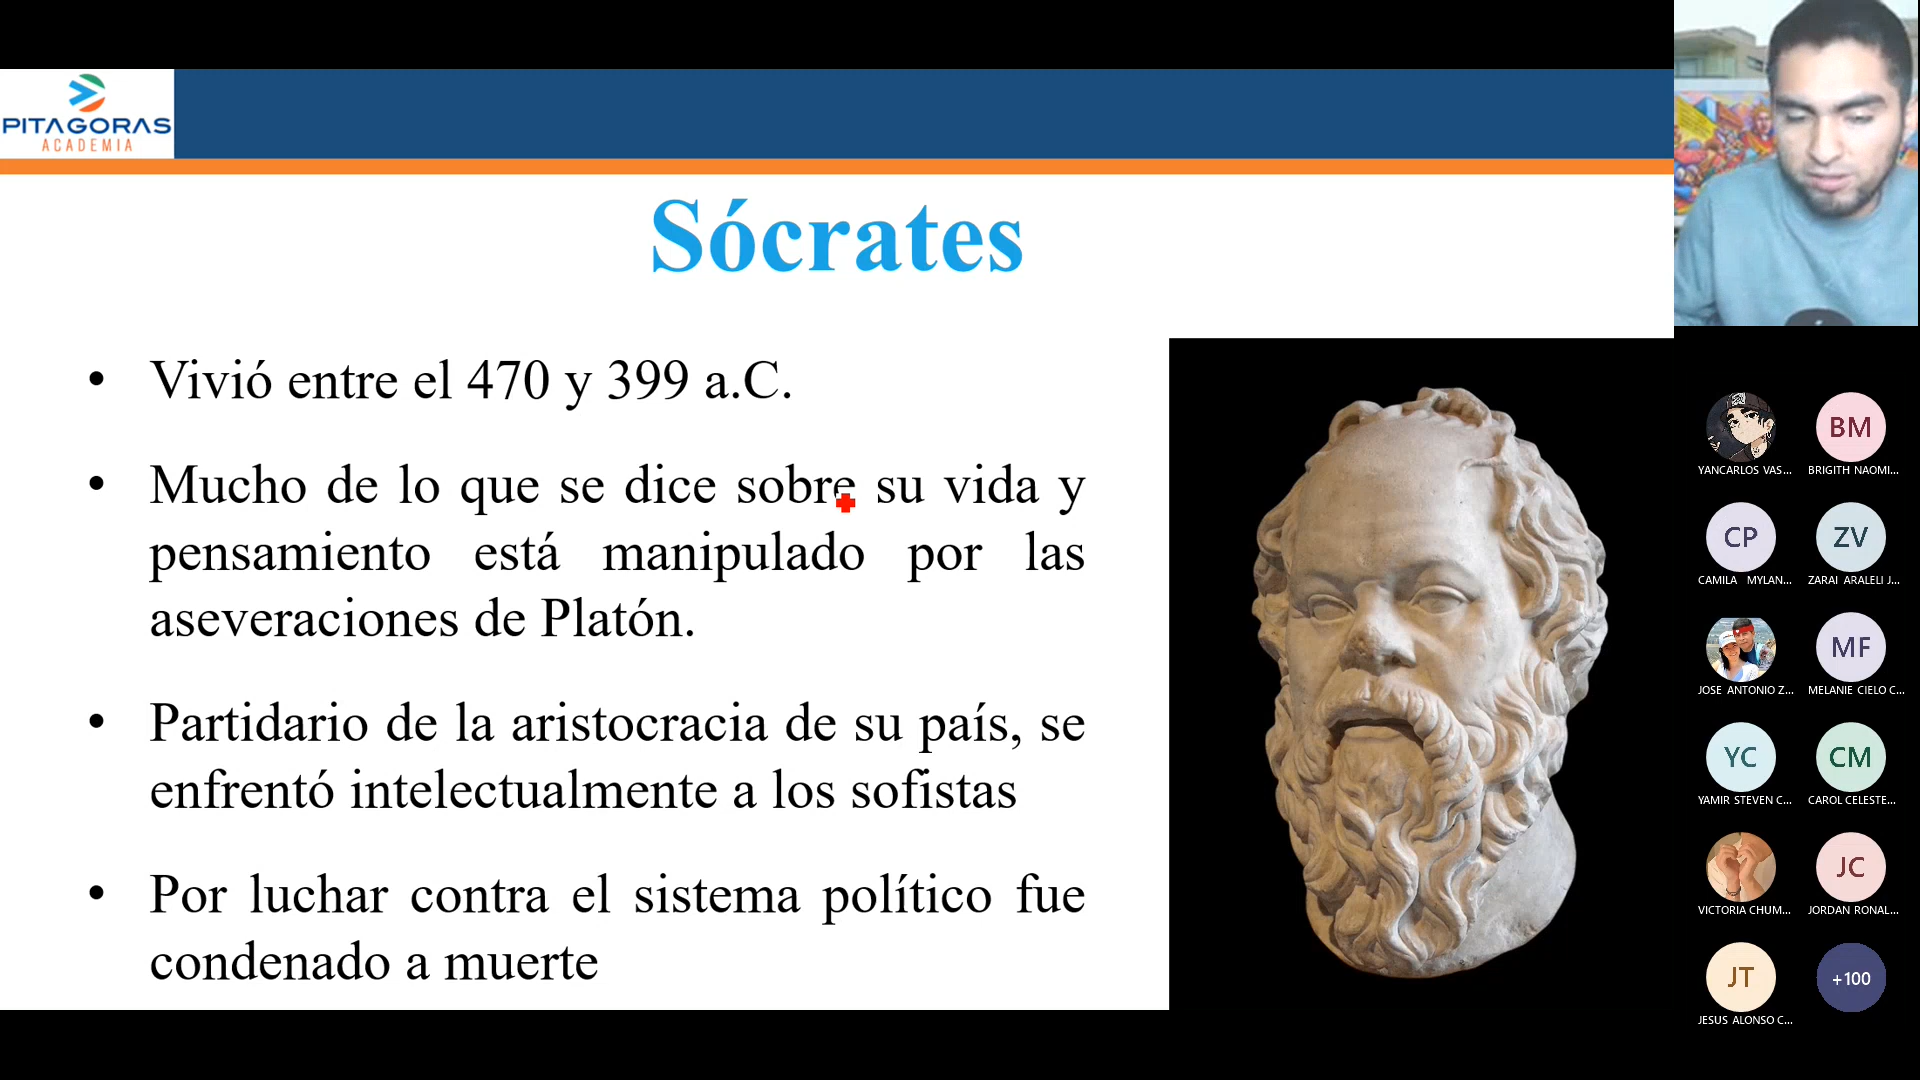 PITAGORAS
ACADEMIA
Sócrates
• Vivió entre el 470 y 399 a.C.
• Mucho de lo que se dice sobre su vida y
pensamiento está manipulado por las
aseveraciones de Platón.
• Partidario de la aristocracia de su país, se
enfrentó intelectualmente a los sofistas
• Por luchar contra el sistema político fue
condenado a muerte
BM
YANCARLOS VAS... BRIGITH NAOMI...
CP ZV
CAMILA MYLAN... ZARAI ARALELI J...
MF
JOSE ANTONIO Z... MELANIE CIELO C...
YC CM
YAMIR STEVEN C... CAROL CELESTE...
JC
VICTORIA CHUM... JORDAN RONAL...
JT +100
JESUS ALONSO C...